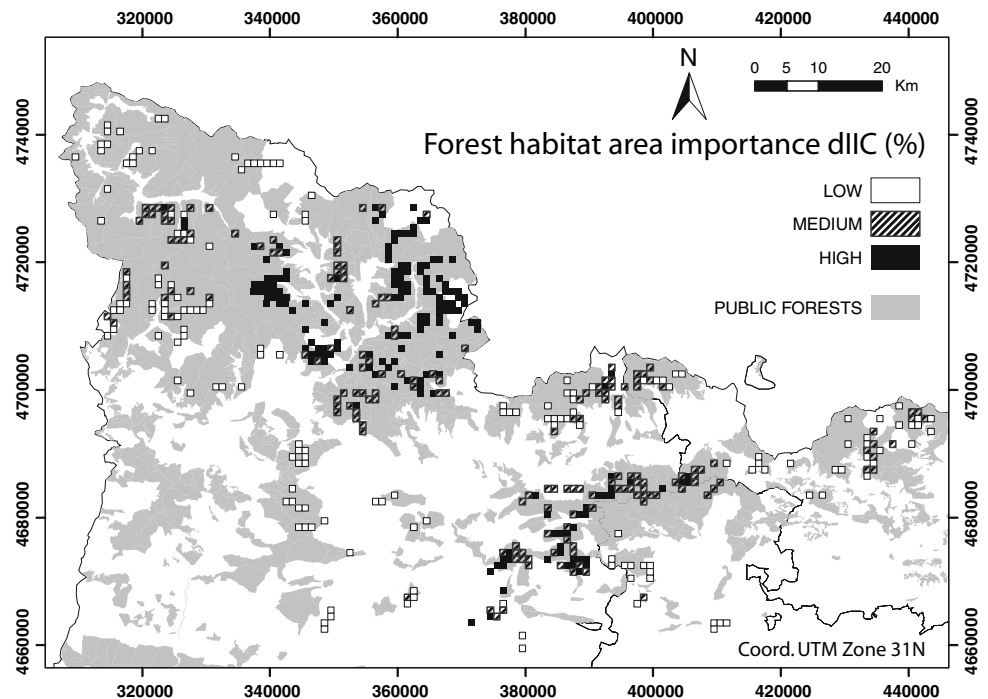 320000 340000 360000 380000 400000 420000 440000
N
0 5 10 20
Km
4740000 4740000
Forest habitat area importance dIIC (%)
LOW
MEDIUM
HIGH
PUBLIC FORESTS
4720000 4720000
4700000 4700000
4680000 4680000
4660000 4660000
Coord. UTM Zone 31N
320000 340000 360000 380000 400000 420000 440000